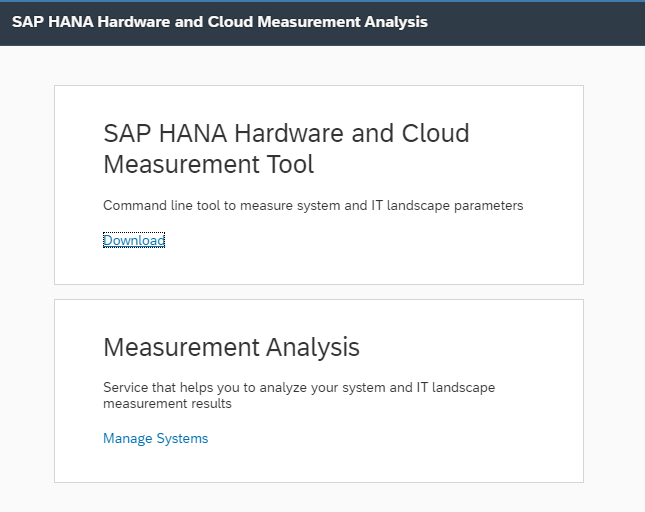 SAP HANA Hardware and Cloud Measurement Analysis
SAP HANA Hardware and Cloud
Measurement Tool
Command line tool to measure system and IT landscape parameters
Download
Measurement Analysis
Service that helps you to analyze your system and IT landscape
measurement results
Manage Systems